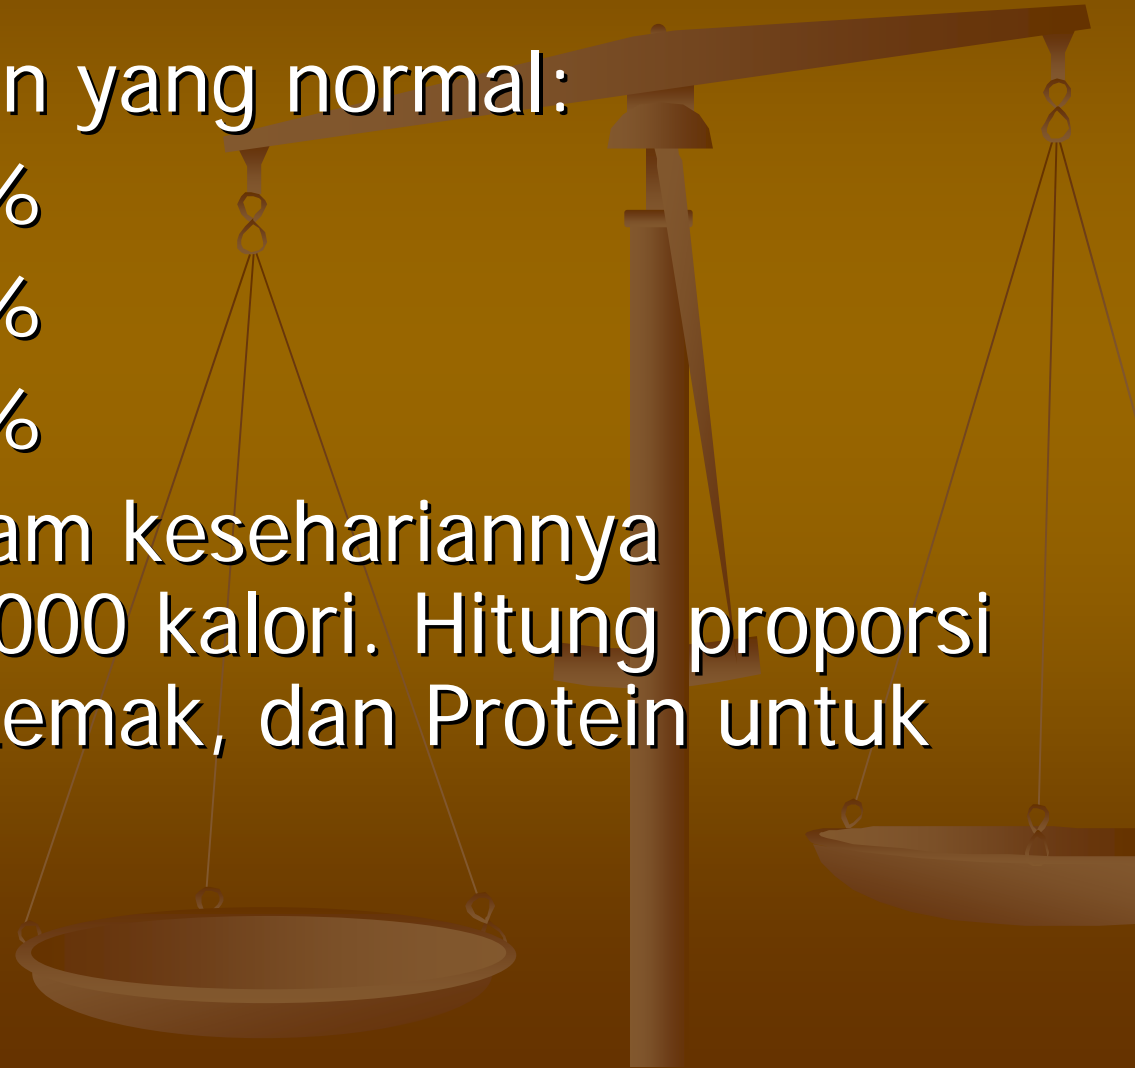 n yang normal:
%
%
%
am kesehariannya
000 kalori. Hitung proporsi
emak, dan Protein untuk